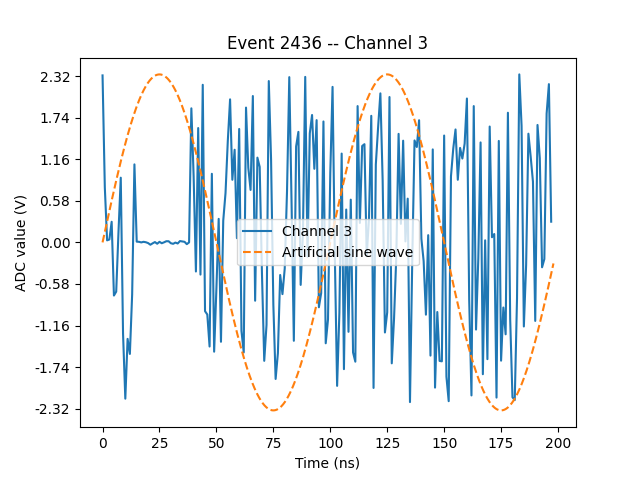 Event 2436 -- Channel 3
2.32
1.74
1.16
0.58
0.00
-0.58
-1.16
-1.74
-2.32
ADC value (V)
Channel 3
Artificial sine wave
0 25 50 75 100 125 150 175 200
Time (ns)